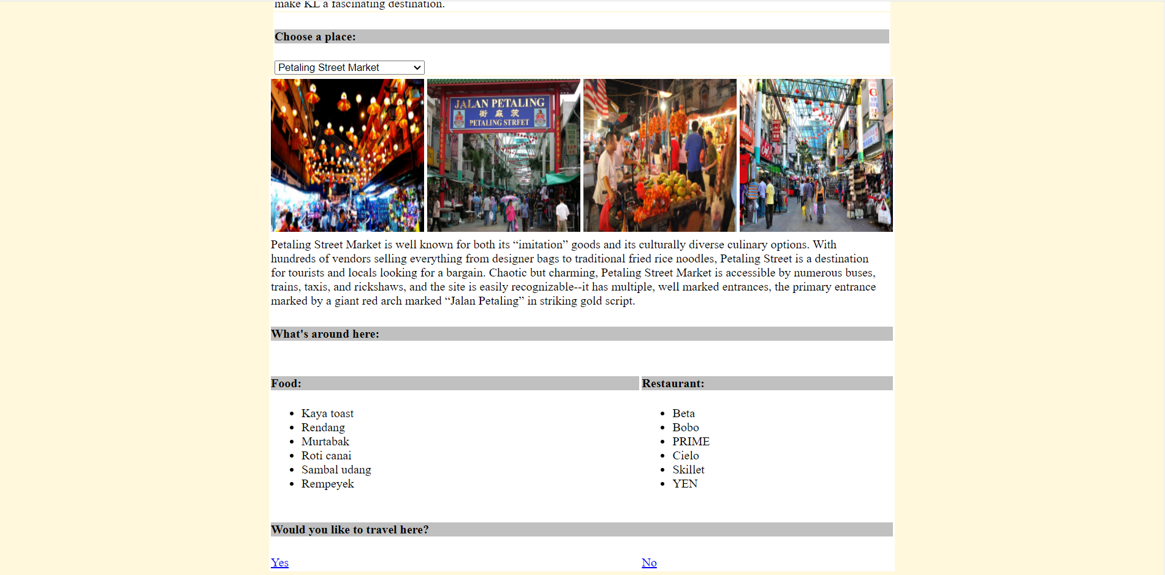 make KL a fascinating destination.
Choose a place:
Petaling Street Market
JALAN PETALING
街廠茨
PETALING STREET
Petaling Street Market is well known for both its “imitation” goods and its culturally diverse culinary options. With
hundreds of vendors selling everything from designer bags to traditional fried rice noodles, Petaling Street is a destination
for tourists and locals looking for a bargain. Chaotic but charming, Petaling Street Market is accessible by numerous buses,
trains, taxis, and rickshaws, and the site is easily recognizable--it has multiple, well marked entrances, the primary entrance
marked by a giant red arch marked “Jalan Petaling” in striking gold script.
What's around here:
Food:
Kaya toast
Rendang
Murtabak
Roti canai
Sambal udang
Rempeyek
Restaurant:
Beta
Bobo
PRIME
Cielo
Skillet
YEN
Would you like to travel here?
Yes
No